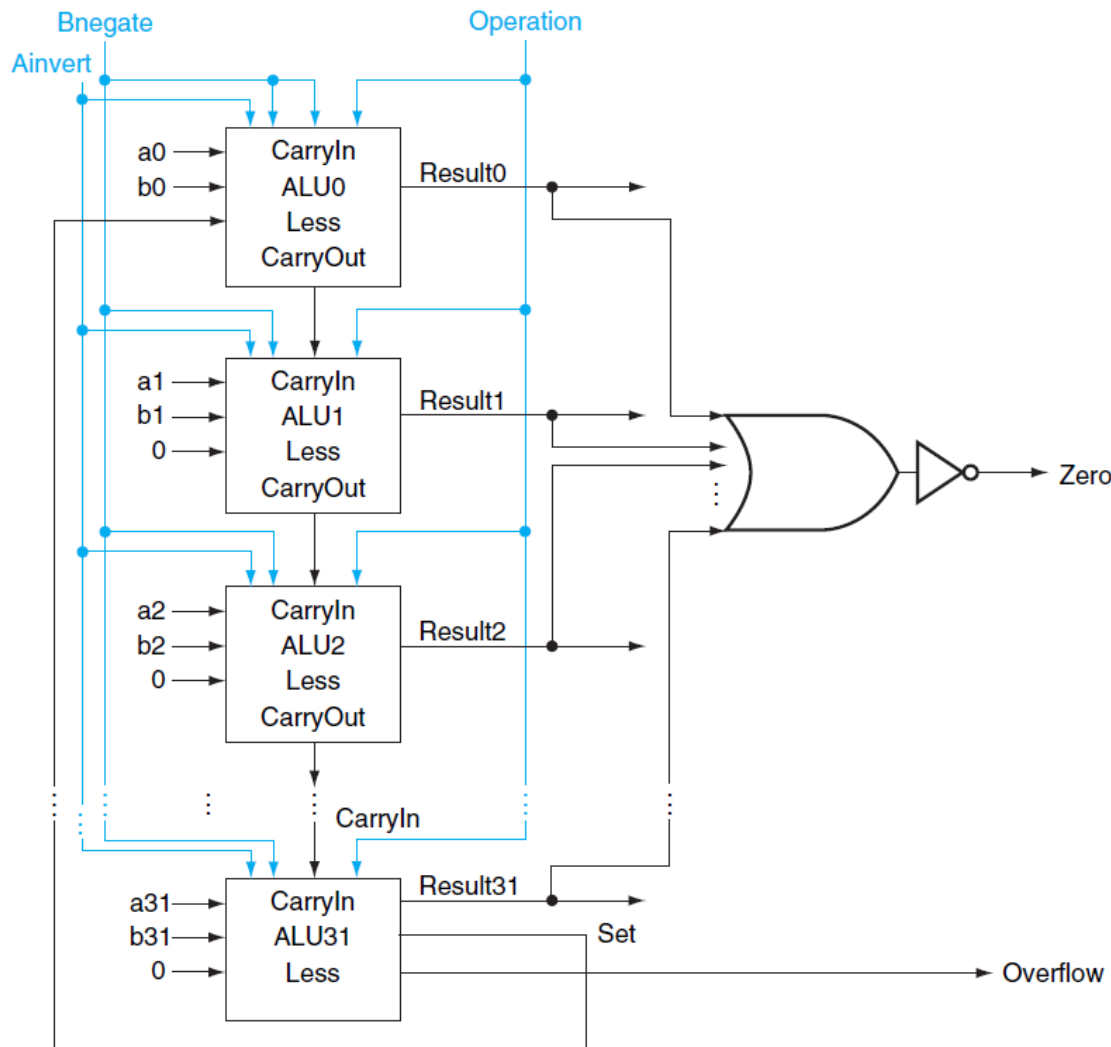 Bnegate
Operation
Ainvert
a0
b0
CarryIn
ALU0
Less
CarryOut
Result0
a1
b1
0
CarryIn
ALU1
Less
CarryOut
Result1
Zero
a2
b2
0
CarryIn
ALU2
Less
CarryOut
Result2
CarryIn
a31
b31
0
CarryIn
ALU31
Less
Result31
Set
Overflow